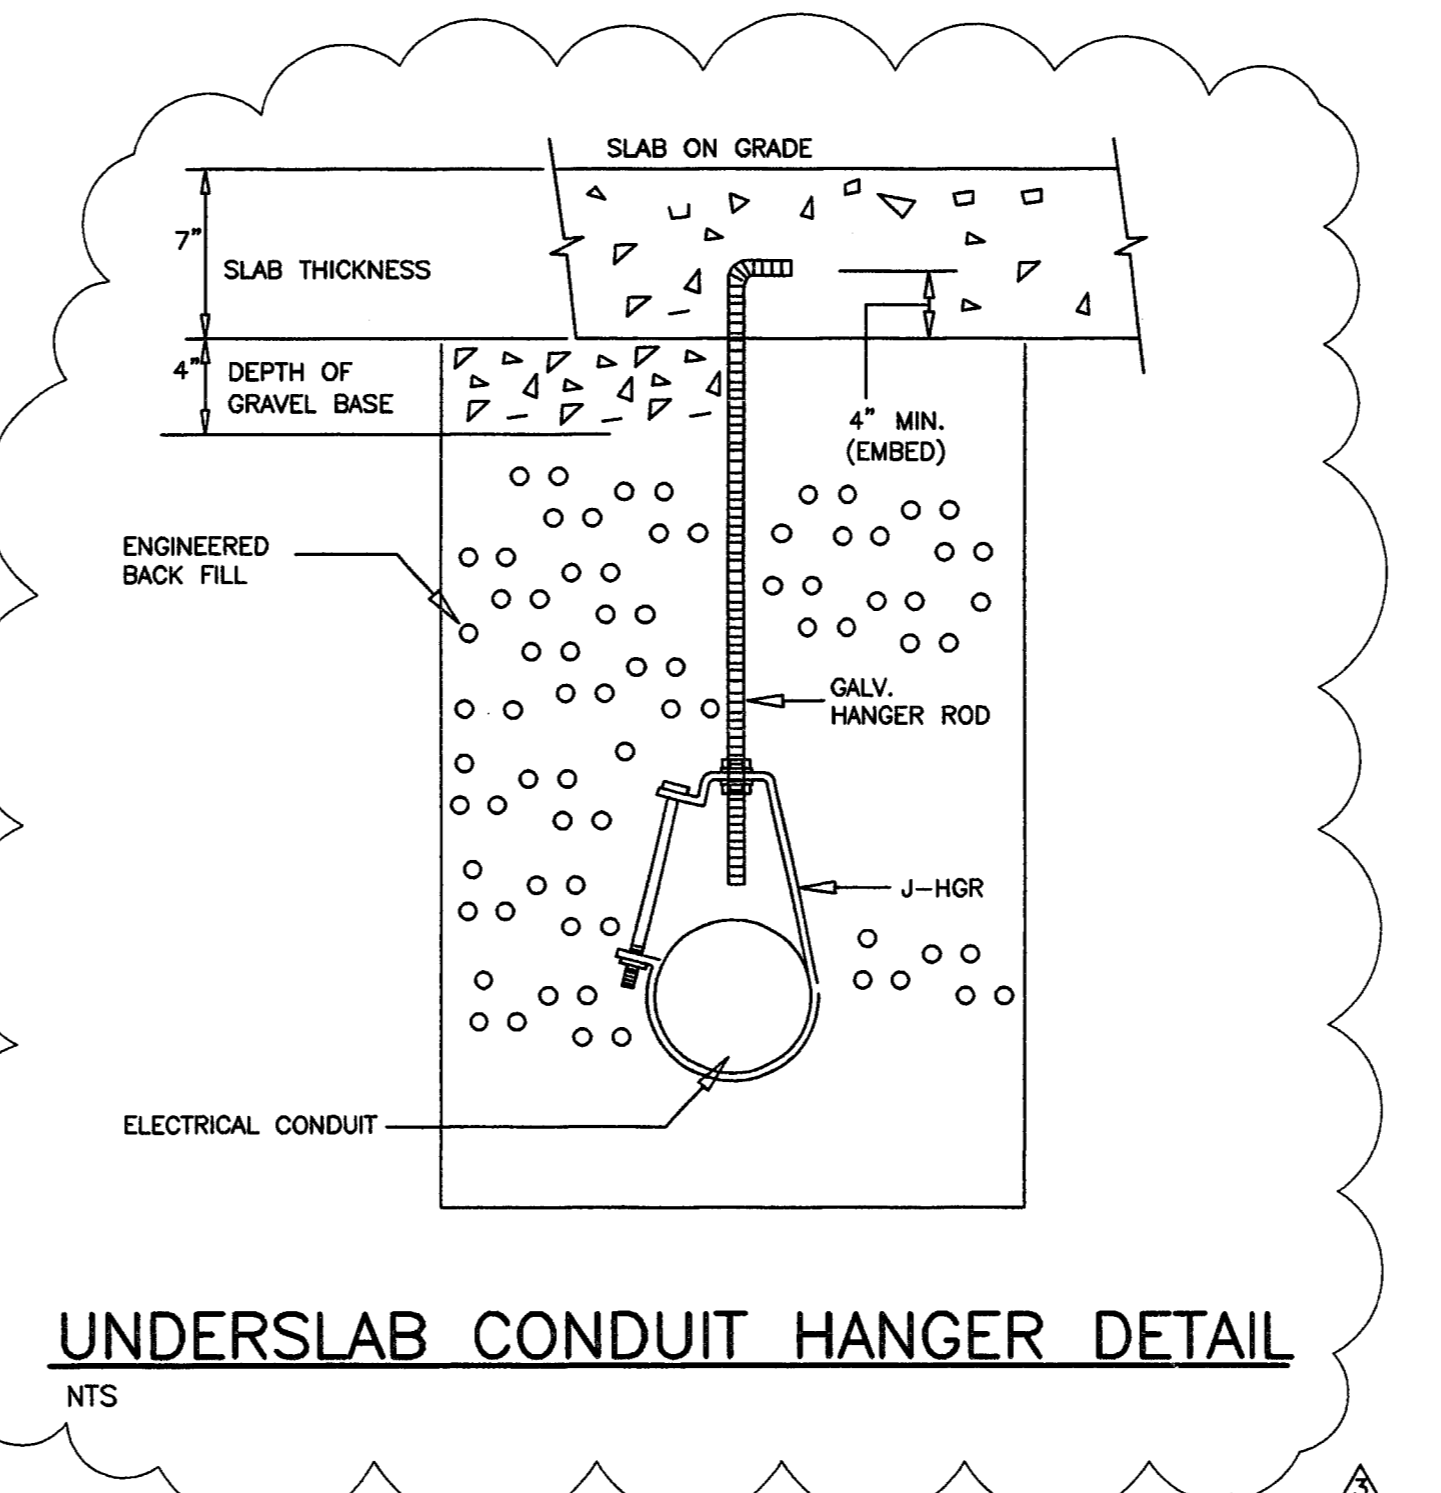 SLAB ON GRADE
7"
SLAB THICKNESS
4"
DEPTH OF
GRAVEL BASE
4" MIN.
(EMBED)
ENGINEERED
BACK FILL
GALV.
HANGER ROD
J-HGR
ELECTRICAL CONDUIT
UNDERSLAB CONDUIT HANGER DETAIL
NTS
3